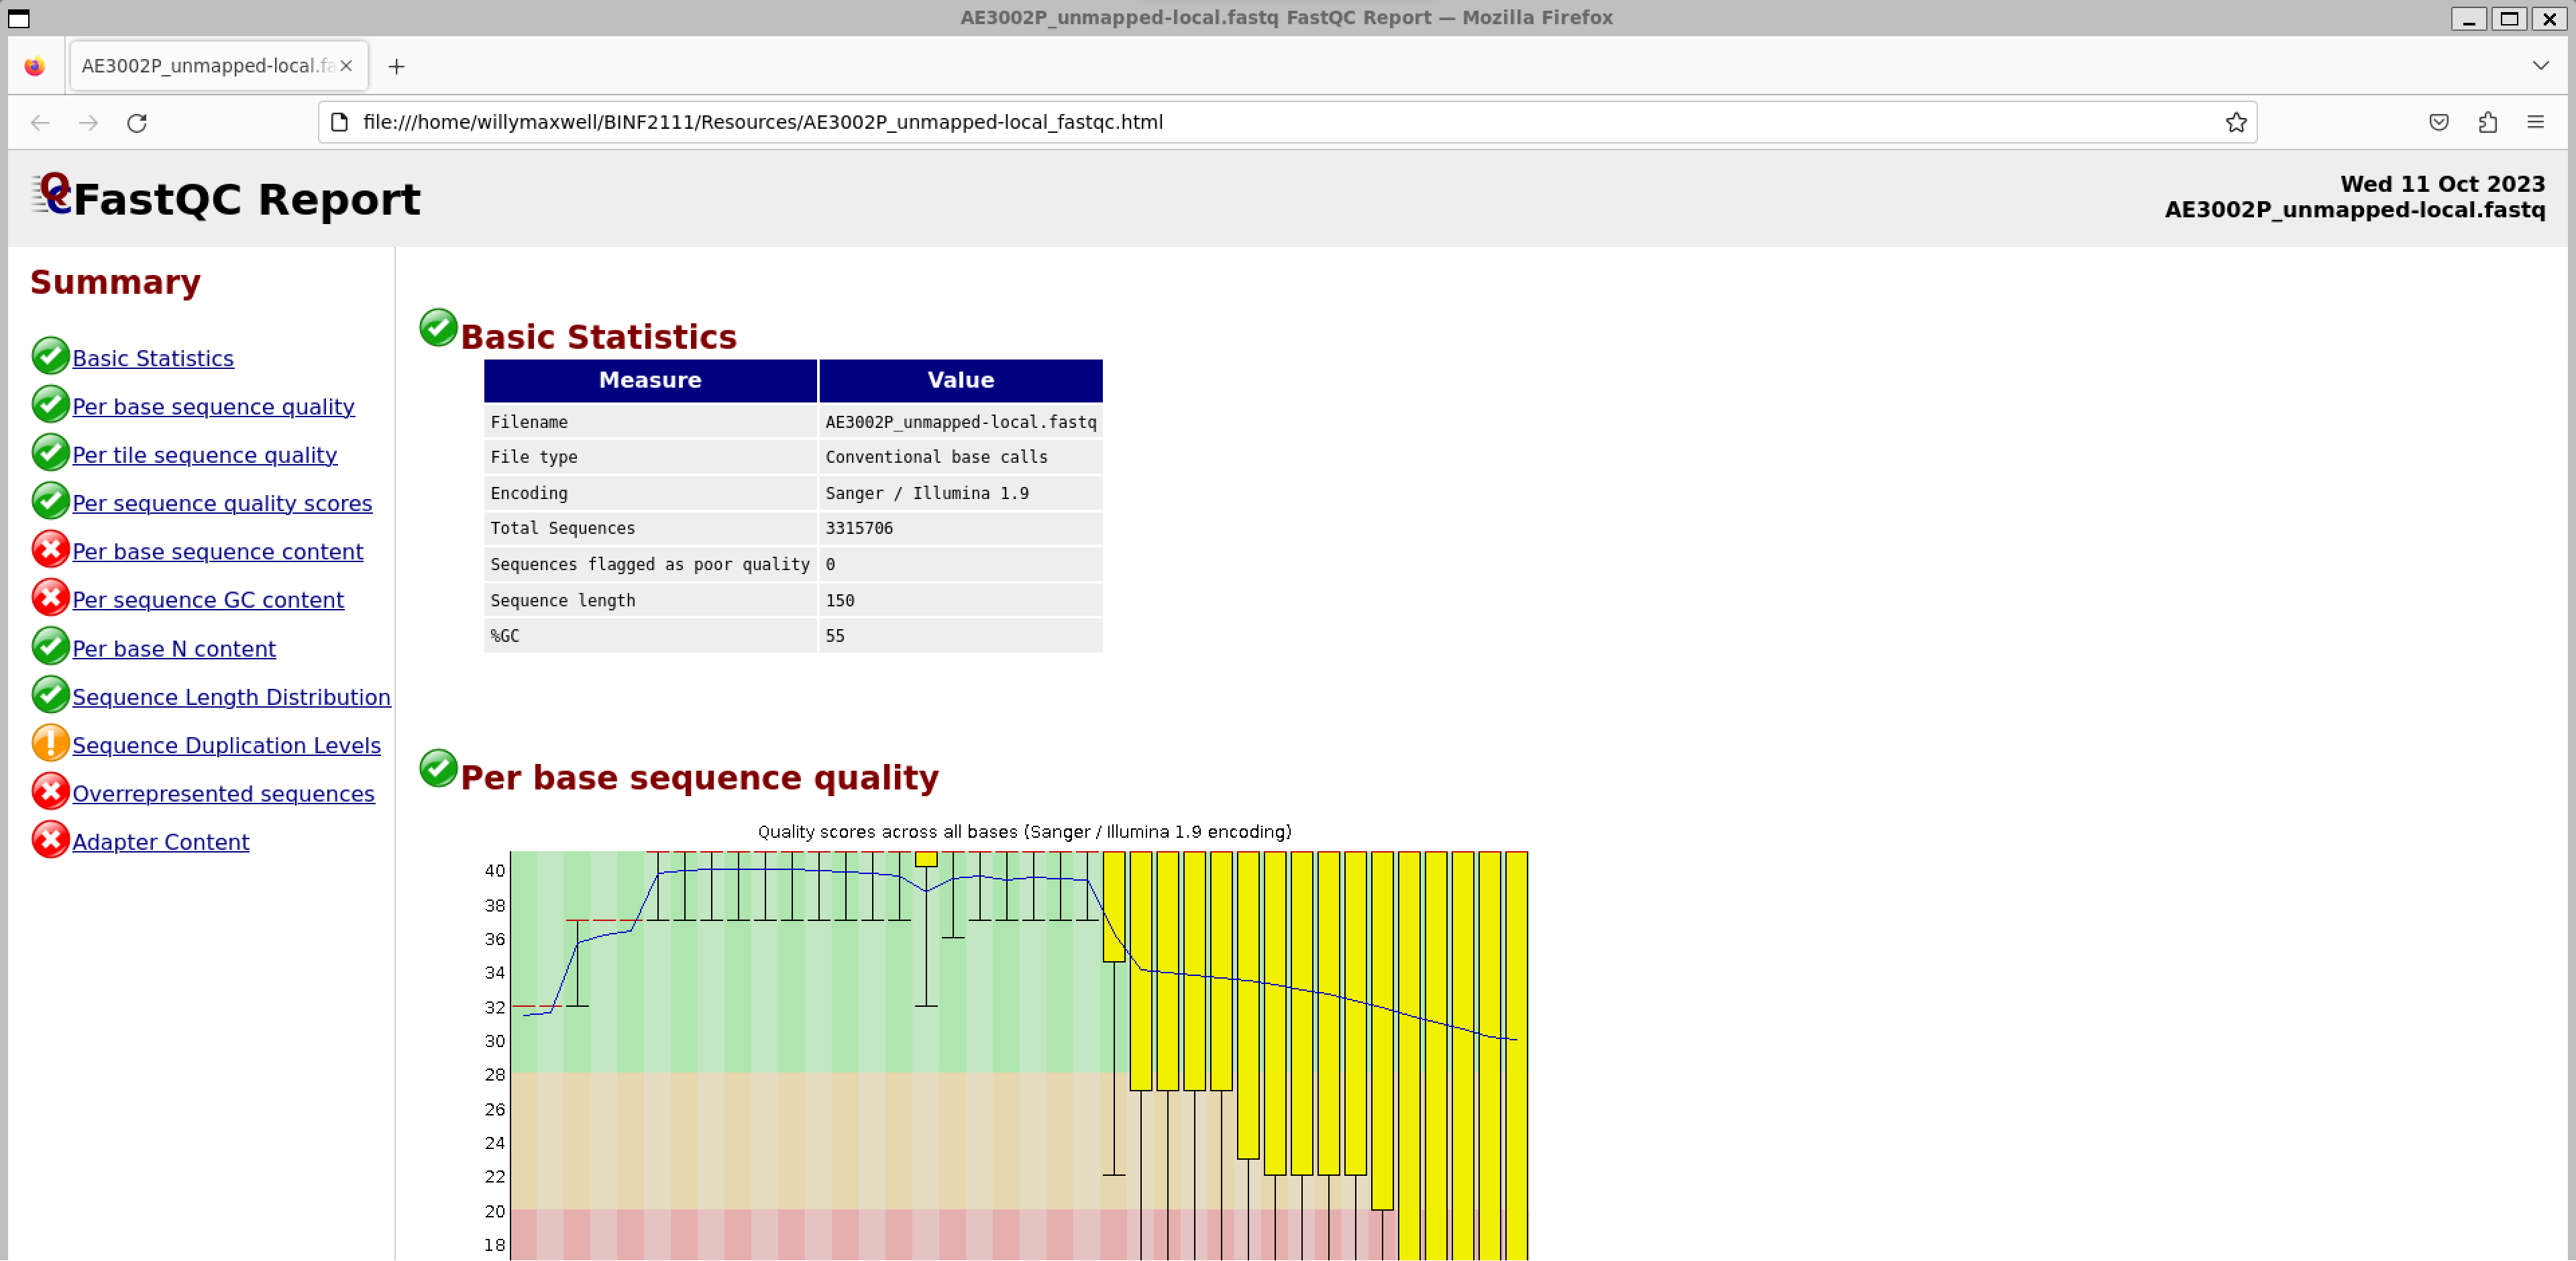 AE3002P_unmapped-local.fastq FastQC Report — Mozilla Firefox
AE3002P_unmapped-local.fa
file:///home/willymaxwell/BINF2111/Resources/AE3002P_unmapped-local_fastqc.html
FastQC Report
Wed 11 Oct 2023
AE3002P_unmapped-local.fastq
Summary
Basic Statistics
Per base sequence quality
Per tile sequence quality
Per sequence quality scores
Per base sequence content
Per sequence GC content
Per base N content
Sequence Length Distribution
Sequence Duplication Levels
Overrepresented sequences
Adapter Content
Basic Statistics
Measure Value
Filename AE3002P_unmapped-local.fastq
File type Conventional base calls
Encoding Sanger / Illumina 1.9
Total Sequences 3315706
Sequences flagged as poor quality 0
Sequence length 150
%GC 55
Per base sequence quality
Quality scores across all bases (Sanger / Illumina 1.9 encoding)
40
38
36
34
32
30
28
26
24
22
20
18